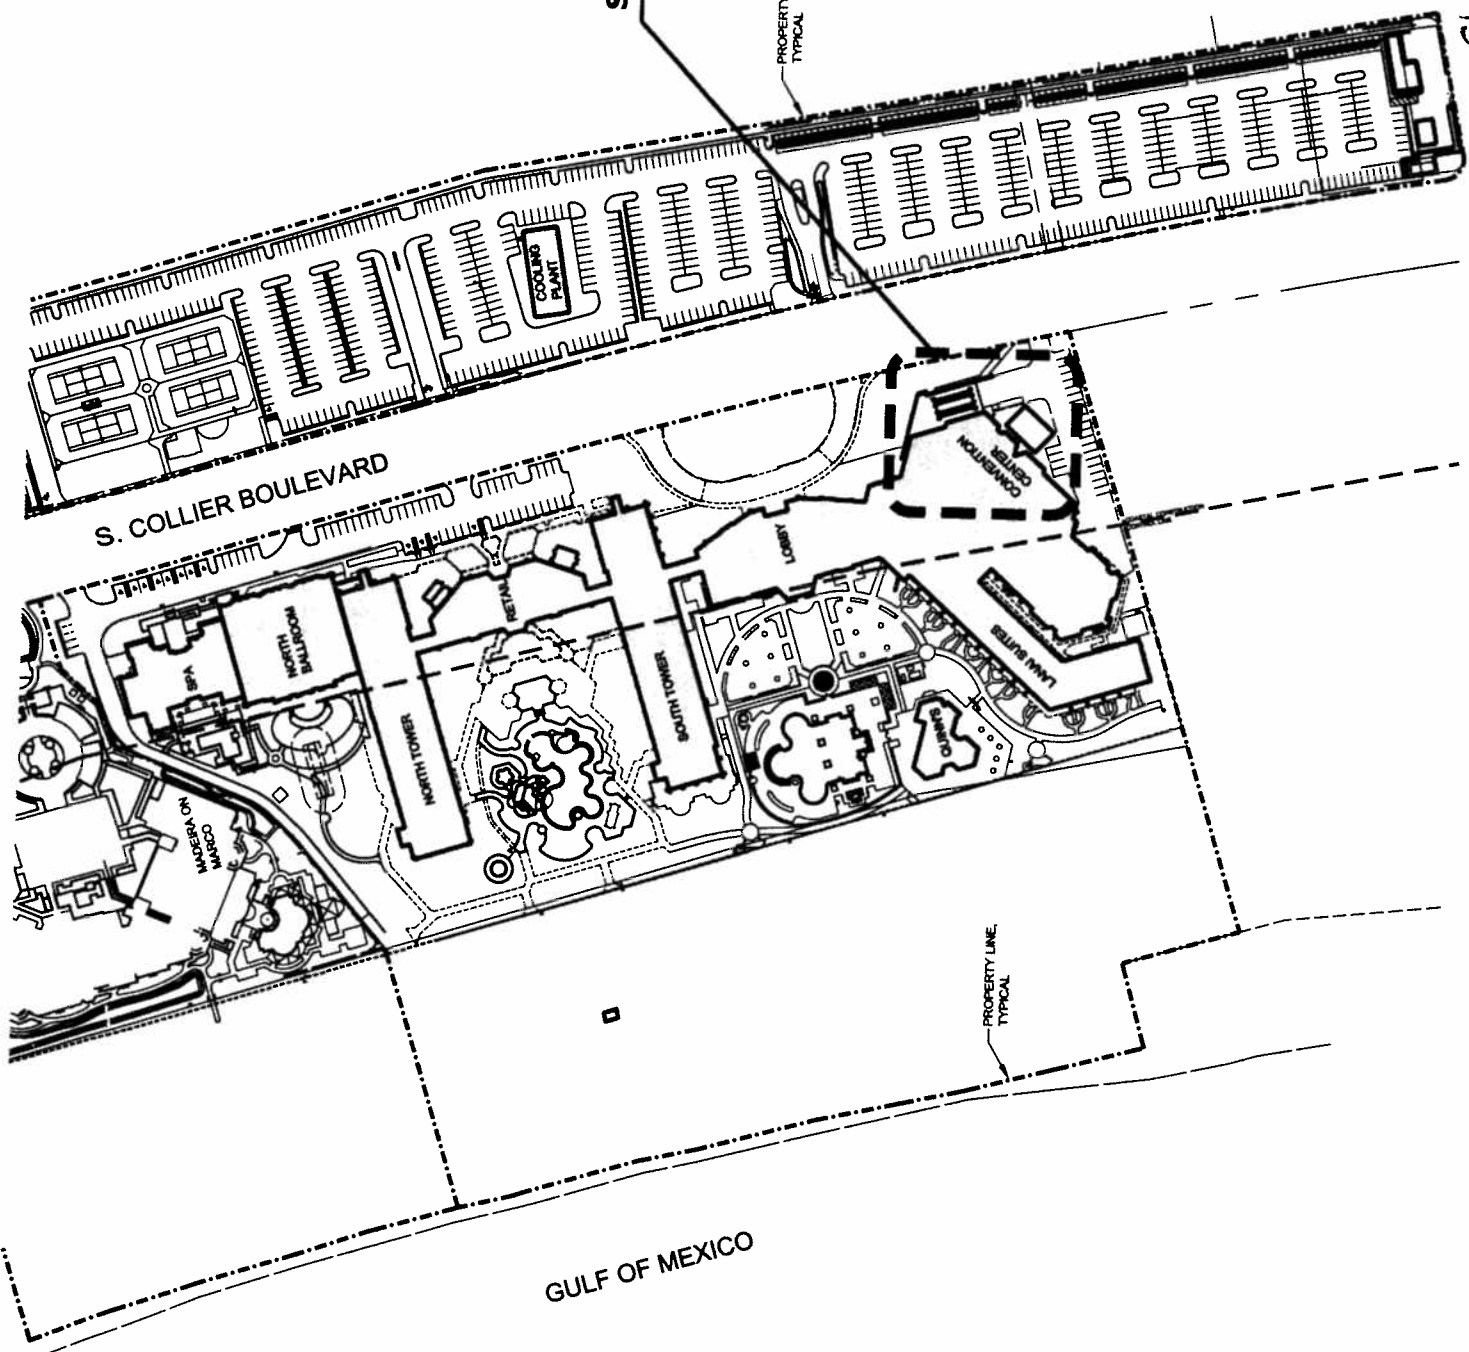 S
PROPERTY
TYPICAL
COOLING
PLANT
S. COLLIER BOULEVARD
CONVENTION
CENTER
LOBBY
RETAIL
NORTH
BALLROOM
SPA
LANAI SUITES
SOUTH TOWER
NORTH TOWER
QUINN'S
MADEIRA ON
MARCO
PROPERTY LINE,
TYPICAL
GULF OF MEXICO